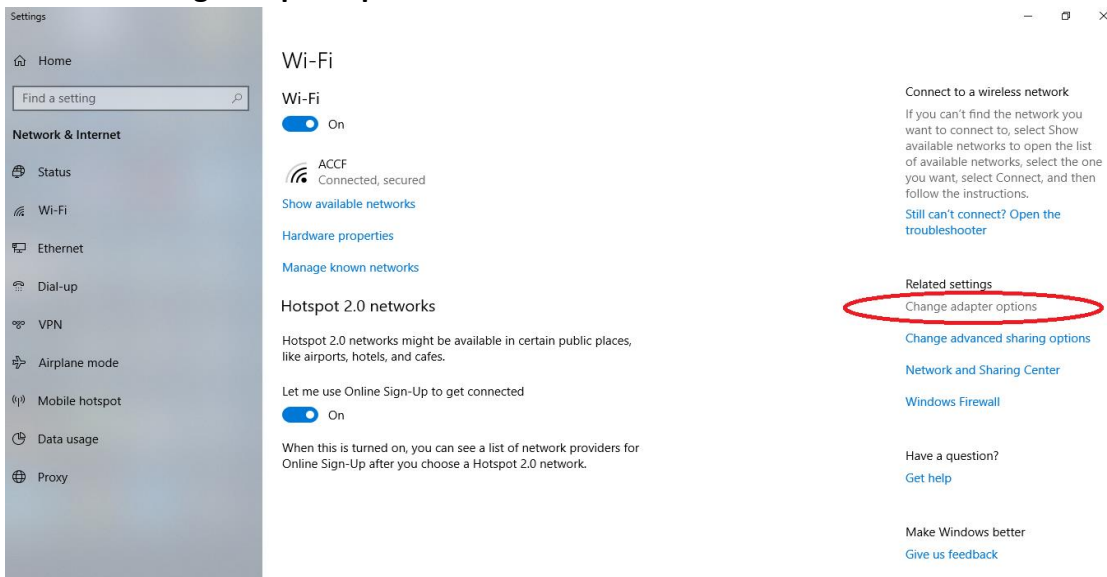 Settings
Home
Find a setting
Network & Internet
Status
Wi-Fi
Ethernet
Dial-up
VPN
Airplane mode
Mobile hotspot
Data usage
Proxy
Wi-Fi
Wi-Fi
On
ACCF
Connected, secured
Show available networks
Hardware properties
Manage known networks
Hotspot 2.0 networks
Hotspot 2.0 networks might be available in certain public places,
like airports, hotels, and cafes.
Let me use Online Sign-Up to get connected
On
When this is turned on, you can see a list of network providers for
Online Sign-Up after you choose a Hotspot 2.0 network.
Connect to a wireless network
If you can't find the network you
want to connect to, select Show
available networks to open the list
of available networks, select the one
you want, select Connect, and then
follow the instructions.
Still can't connect? Open the
troubleshooter
Related settings
Change adapter options
Change advanced sharing options
Network and Sharing Center
Windows Firewall
Have a question?
Get help
Make Windows better
Give us feedback